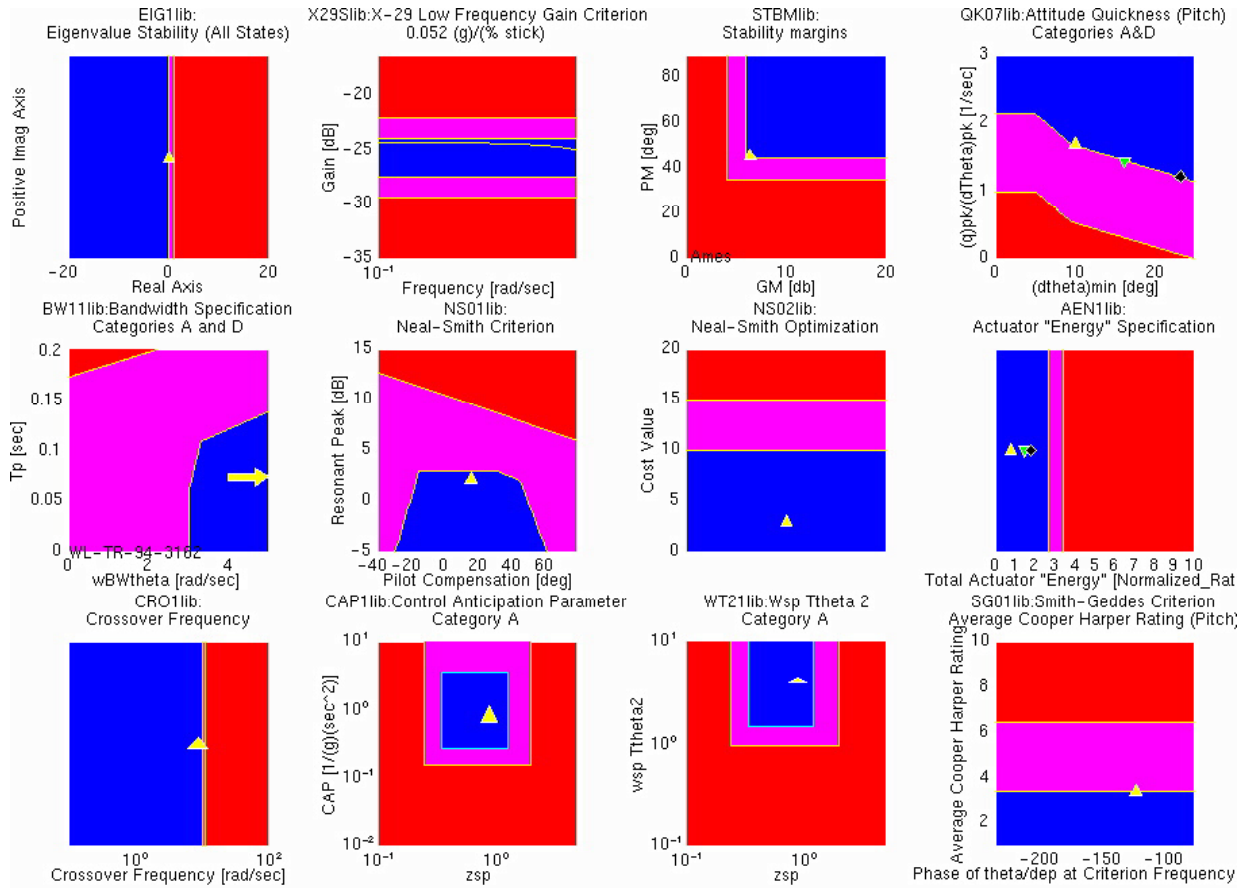 EIG1lib:
Eigenvalue Stability (All States)
Positive Imag Axis
-20
0
20
Real Axis
X29Slib:X-29 Low Frequency Gain Criterion
0.052 (g)/(% stick)
Gain [dB]
-20
-25
-30
-35
10^-1
Frequency [rad/sec]
STBMlib:
Stability margins
PM [deg]
80
60
40
20
0
Ames
0
10
20
GM [db]
QK07lib:Attitude Quickness (Pitch)
Categories A&D
(q)pk/(dTheta)pk [1/sec]
3
2
1
0
10
20
(dtheta)min [deg]
BW11lib:Bandwidth Specification
Categories A and D
Tp [sec]
0.2
0.15
0.1
0.05
0
WL-TR-94-3162
0
2
4
wBWtheta [rad/sec]
NS01lib:
Neal-Smith Criterion
Resonant Peak [dB]
15
10
5
0
-5
-40
-20
0
20
40
60
Pilot Compensation [deg]
NS02lib:
Neal-Smith Optimization
Cost Value
20
15
10
5
0
AEN1lib:
Actuator "Energy" Specification
0 1 2 3 4 5 6 7 8 9 10
Total Actuator "Energy" [Normalized_Rat
CRO1lib:
Crossover Frequency
10^0
10^2
Crossover Frequency [rad/sec]
CAP1lib:Control Anticipation Parameter
Category A
CAP [1/(g)(sec^2)]
10^1
10^0
10^-1
10^-2
10^-1
10^0
zsp
WT21lib:Wsp Ttheta 2
Category A
wsp Ttheta2
10^1
10^0
10^-1
10^-1
10^0
zsp
SG01lib:Smith-Geddes Criterion
Average Cooper Harper Rating (Pitch)
Average Cooper Harper Rating
10
8
6
4
2
-200
-150
-100
Phase of theta/dep at Criterion Frequency